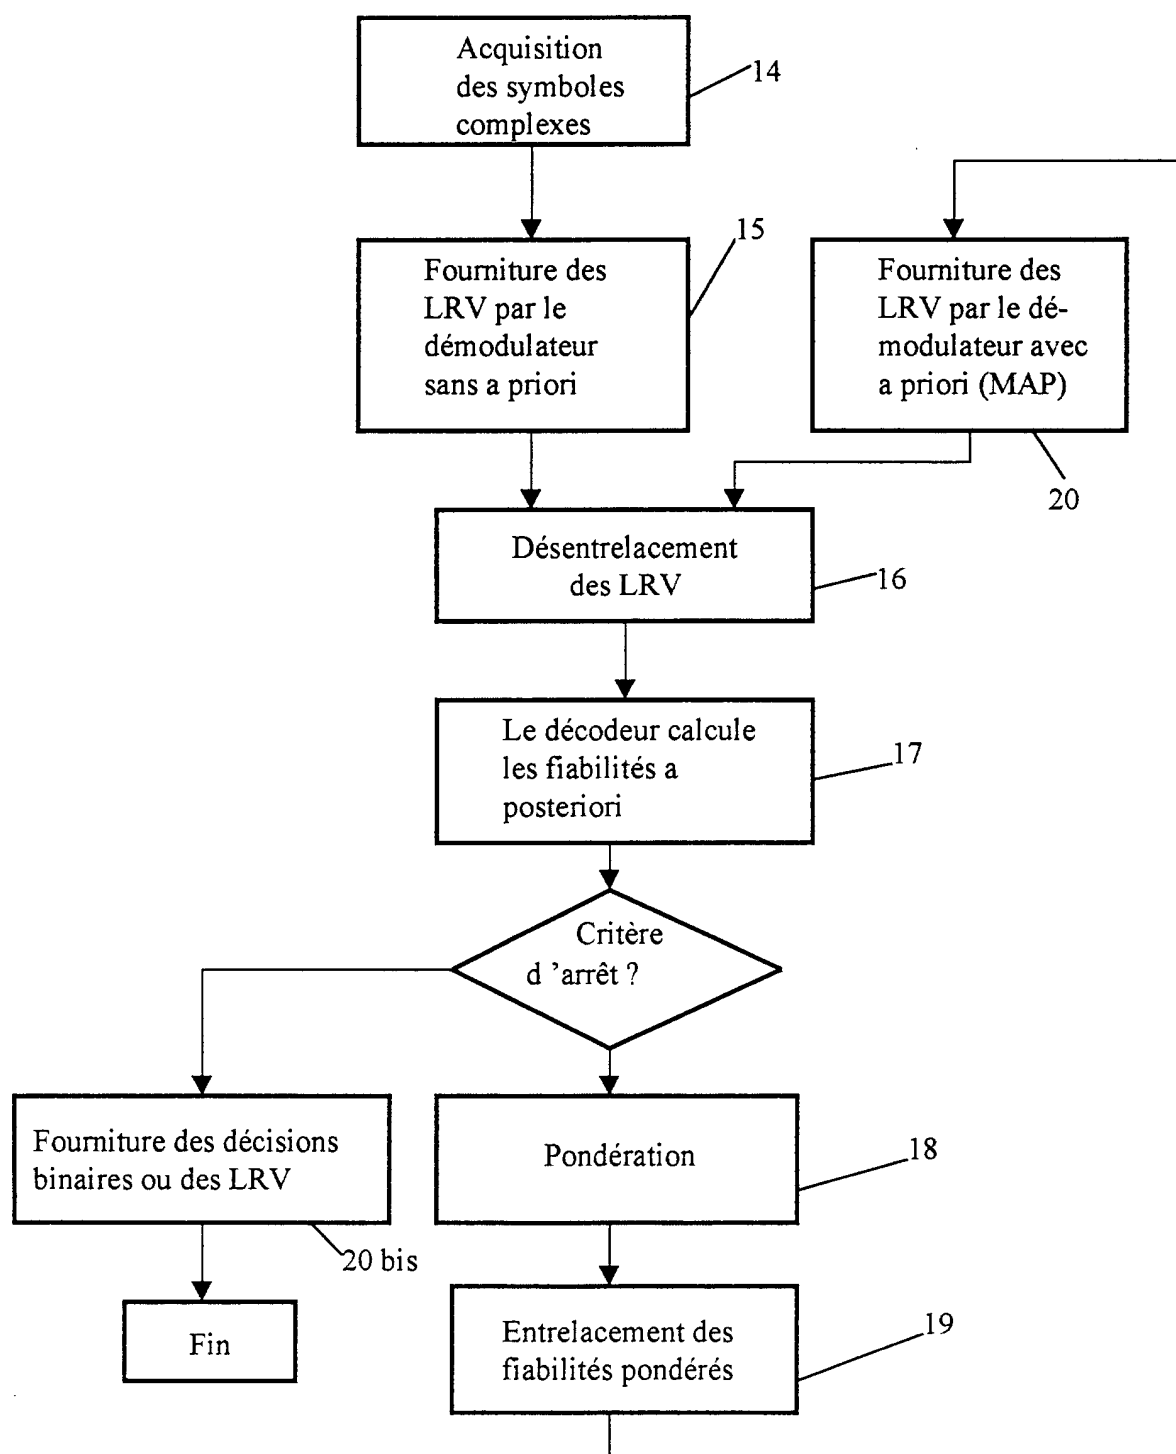 Acquisition
des symboles
complexes
14
15
Fourniture des
LRV par le
démodulateur
sans a priori
Fourniture des
LRV par le dé-
modulateur avec
a priori (MAP)
20
Désentrelacement
des LRV
16
Le décodeur calcule
les fiabilités a
posteriori
17
Critère
d 'arrêt ?
Fourniture des décisions
binaires ou des LRV
20 bis
Pondération
18
Fin
Entrelacement des
fiabilités pondérés
19